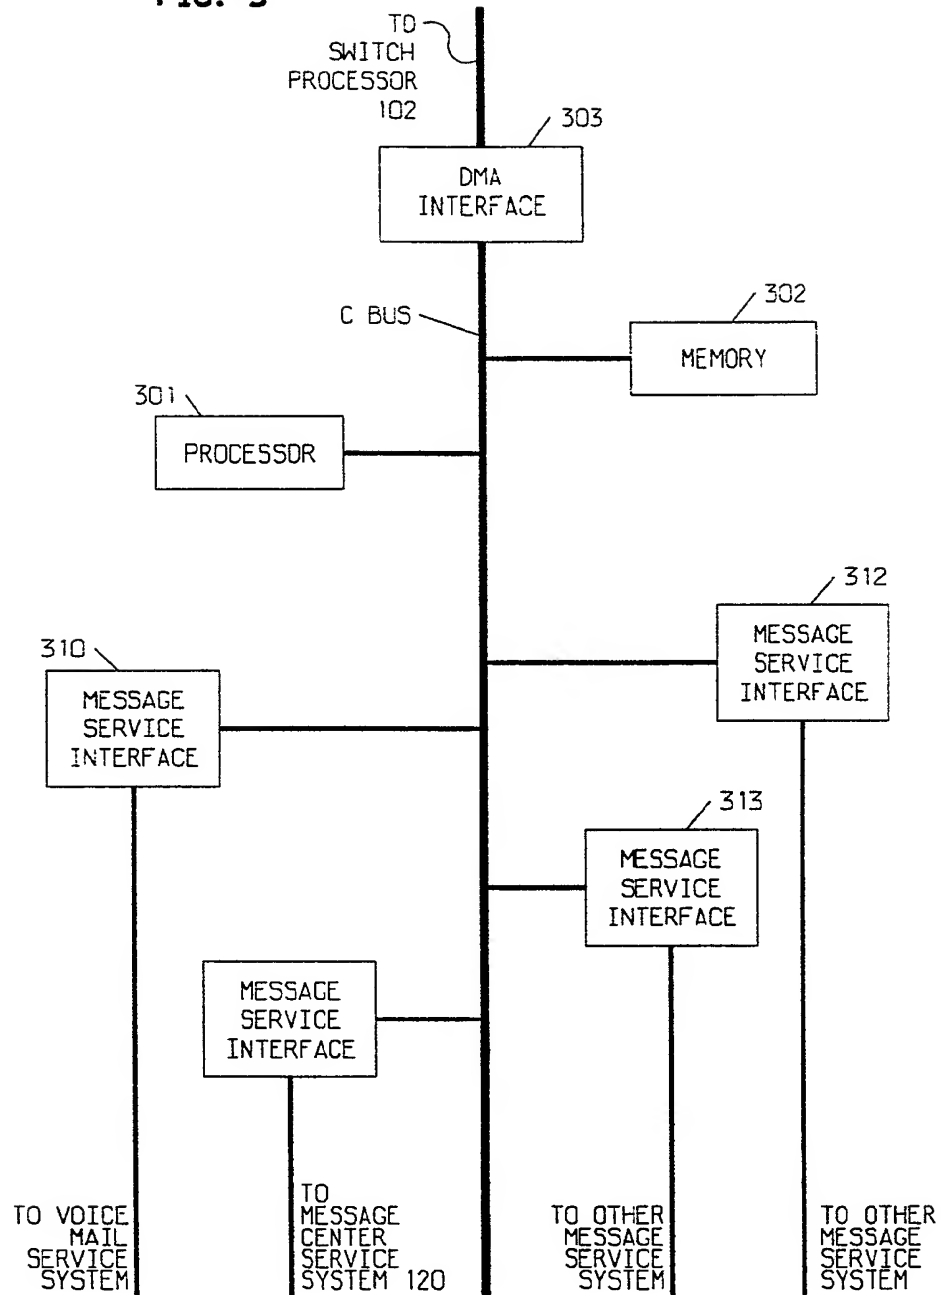 FIG. 3
TO
SWITCH
PROCESSOR
102
303
DMA
INTERFACE
C BUS
302
MEMORY
301
PROCESSOR
312
MESSAGE
SERVICE
INTERFACE
310
MESSAGE
SERVICE
INTERFACE
313
MESSAGE
SERVICE
INTERFACE
MESSAGE
SERVICE
INTERFACE
TO VOICE
MAIL
SERVICE
SYSTEM
TO
MESSAGE
CENTER
SERVICE
SYSTEM 120
TO OTHER
MESSAGE
SERVICE
SYSTEM
TO OTHER
MESSAGE
SERVICE
SYSTEM